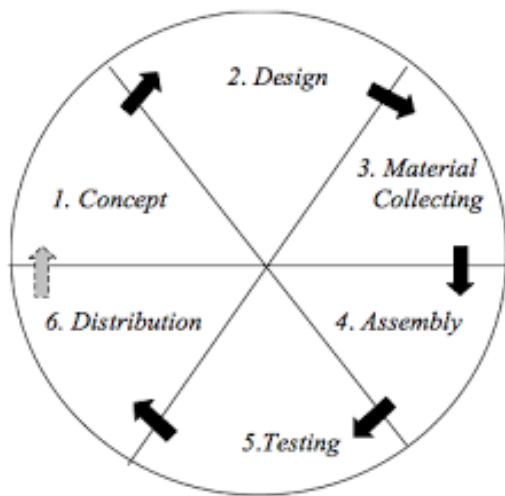 1. Concept
2. Design
3. Material
Collecting
4. Assembly
5.Testing
6. Distribution